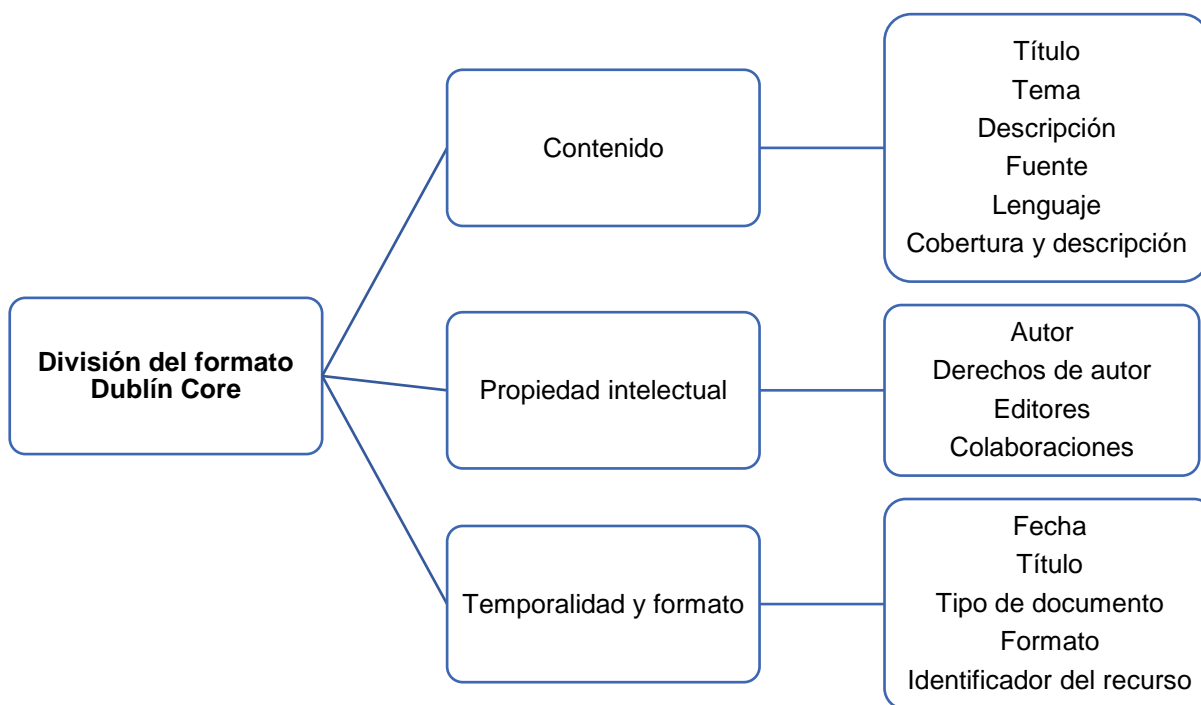 División del formato
Dublín Core
Contenido
Título
Tema
Descripción
Fuente
Lenguaje
Cobertura y descripción
Propiedad intelectual
Autor
Derechos de autor
Editores
Colaboraciones
Temporalidad y formato
Fecha
Título
Tipo de documento
Formato
Identificador del recurso